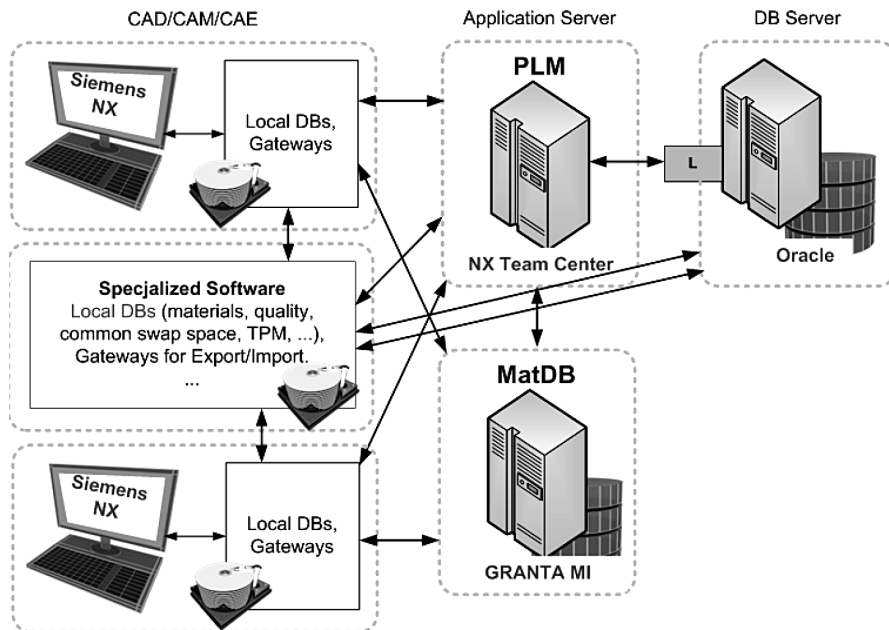 CAD/CAM/CAE
Application Server
DB Server
Siemens
NX
Local DBs,
Gateways
PLM
NX Team Center
L
Oracle
Specjalized Software
Local DBs (materials, quality,
common swap space, TPM, ...),
Gateways for Export/Import.
...
MatDB
GRANTA MI
Siemens
NX
Local DBs,
Gateways